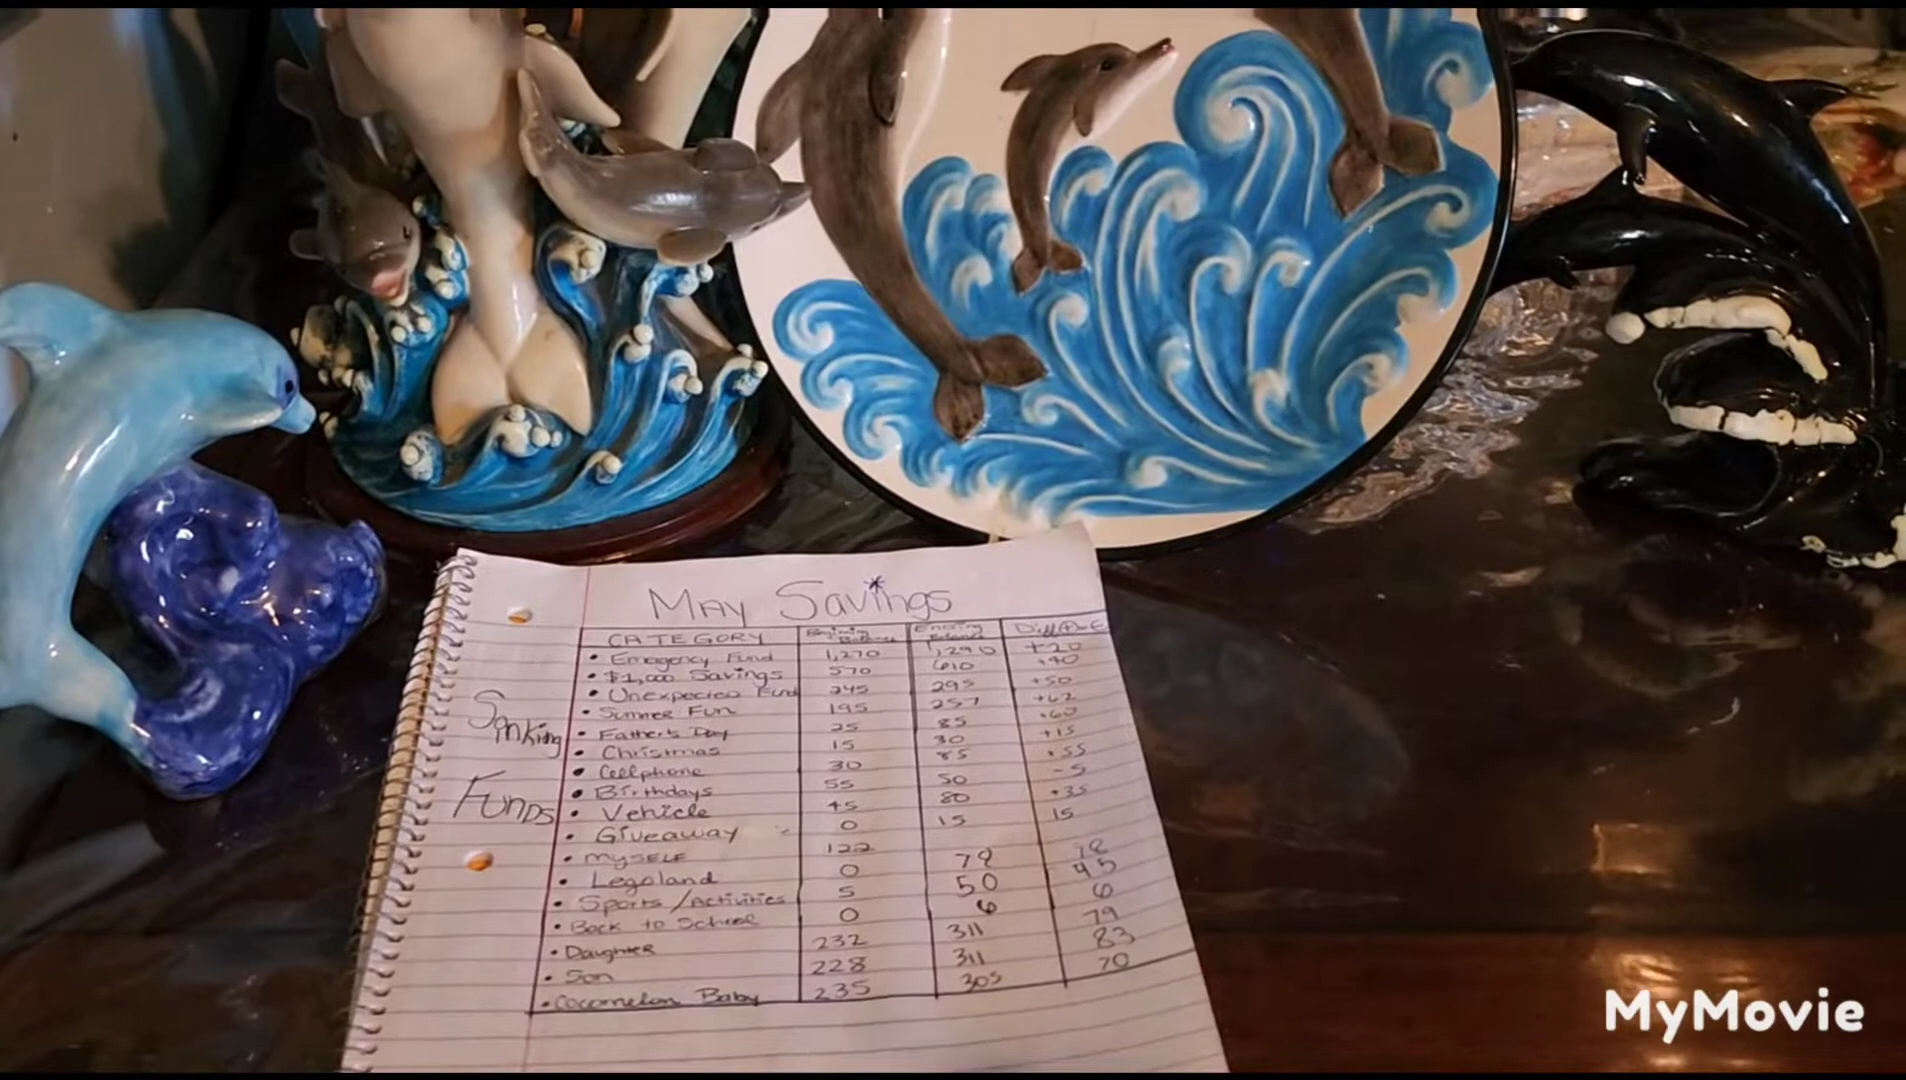 May Savings
CATEGORY Beginning Balance Ending Balance
• Emergency Fund 1,270 1,290 +20
• $1,000 Savings 570 610 +40
• Unexpected Fund 245 295 +50
• Summer Fun 195 257 +62
• Father's Day 25 85 +60
• Christmas 15 30 +15
• Cellphone 30 85 +55
• Birthdays 55 50 -5
• Vehicle 45 80 +35
• Giveaway 0 15 15
• MYSELF 122
• Legoland 0 78 78
• Sports/Activities 5 50 45
• Back to School 0 6 6
• Daughter 232 311 79
• Son 228 311 83
• Cocomelon Baby 235 305 70
Sinking
Funds
MyMovie